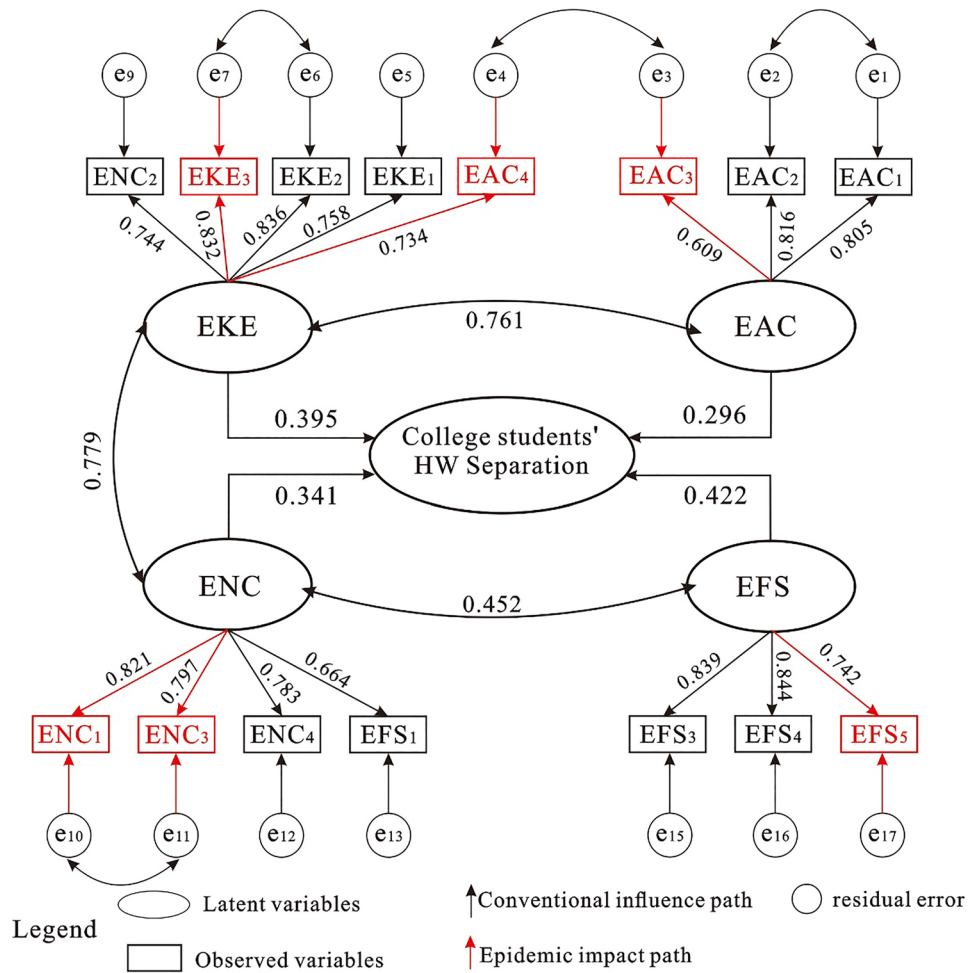 e9 e7 e6 e5 e4 e3 e2 e1
ENC2 EKE3 EKE2 EKE1 EAC4 EAC3 EAC2 EAC1
0.744 0.832 0.836 0.758 0.734 0.609 0.816 0.805
EKE 0.761 EAC
0.395 0.296
College students'
HW Separation
0.779
0.341 0.422
ENC 0.452 EFS
0.821 0.797 0.783 0.664 0.839 0.844 0.742
ENC1 ENC3 ENC4 EFS1 EFS3 EFS4 EFS5
e10 e11 e12 e13 e15 e16 e17
Legend
Latent variables
Conventional influence path
residual error
Observed variables
Epidemic impact path